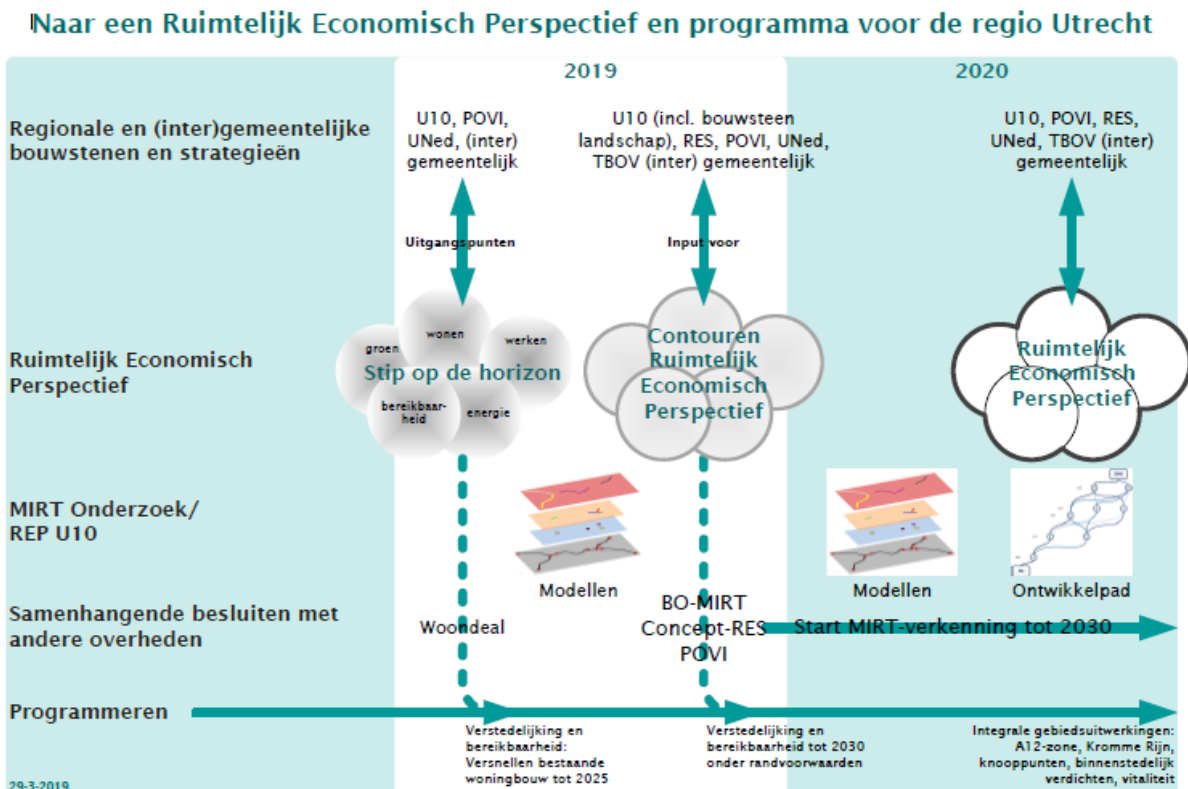 Naar een Ruimtelijk Economisch Perspectief en programma voor de regio Utrecht
2019
2020
Regionale en (inter)gemeentelijke
bouwstenen en strategieën
U10, POVI,
UNed, (inter)
gemeentelijk
U10 (incl. bouwsteen
landschap), RES, POVI, UNed,
TBOV (inter) gemeentelijk
U10, POVI, RES,
UNed, TBOV (inter)
gemeentelijk
Uitgangspunten
Input voor
Ruimtelijk Economisch
Perspectief
groen
wonen
werken
Stip op de horizon
bereikbaar-
heid
energie
Contouren
Ruimtelijk
Economisch
Perspectief
Ruimtelijk
Economisch
Perspectief
MIRT Onderzoek/
REP U10
Modellen
Modellen
Ontwikkelpad
Samenhangende besluiten met
andere overheden
Woondeal
BO-MIRT
Concept-RES
POVI
Start MIRT-verkenning tot 2030
Programmeren
Verstedelijking en
bereikbaarheid:
Versnellen bestaande
woningbouw tot 2025
Verstedelijking en
bereikbaarheid tot 2030
onder randvoorwaarden
Integrale gebiedsuitwerkingen:
A12-zone, Kromme Rijn,
knooppunten, binnenstedelijk
verdichten, vitaliteit
29-3-2019